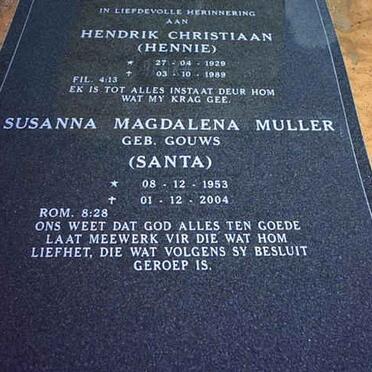 IN LIEFDEVOLLE HERINNERING
AAN
HENDRIK CHRISTIAAN
(HENNIE)
★ 27 - 04 - 1929
✝ 03 - 10 - 1989
FIL. 4:13
EK IS TOT ALLES INSTAAT DEUR HOM
WAT MY KRAG GEE.
SUSANNA MAGDALENA MULLER
GEB. GOUWS
(SANTA)
★ 08 - 12 - 1953
✝ 01 - 12 - 2004
ROM. 8:28
ONS WEET DAT GOD ALLES TEN GOEDE
LAAT MEEWERK VIR DIE WAT HOM
LIEFHET, DIE WAT VOLGENS SY BESLUIT
GEROEP IS.